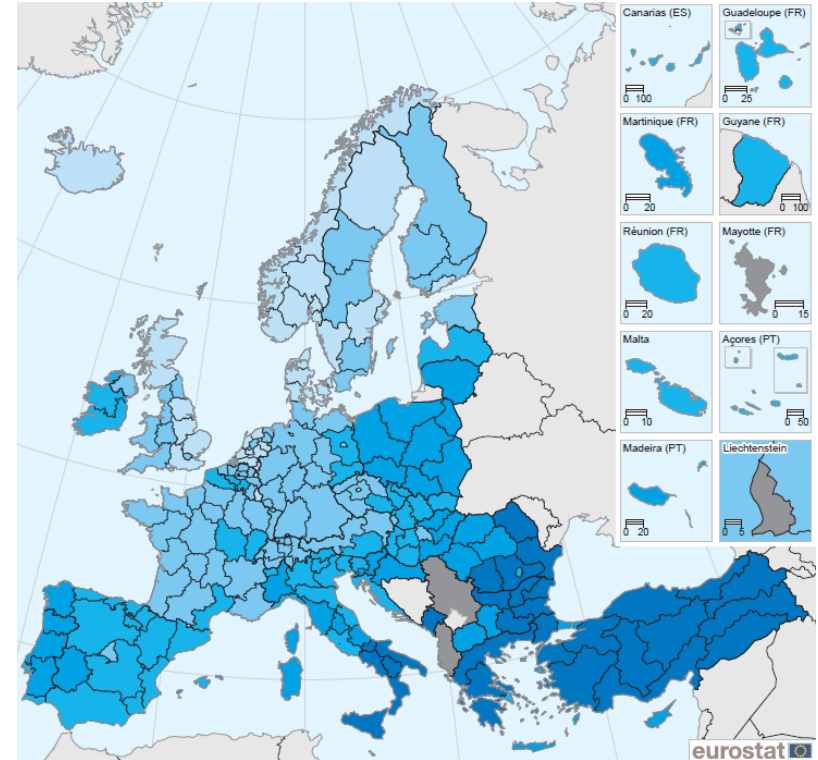 Canarias (ES)
0 100
Guadeloupe (FR)
0 25
Martinique (FR)
0 20
Guyane (FR)
0 100
Réunion (FR)
0 20
Mayotte (FR)
0 15
Malta
0 10
Açores (PT)
0 50
Madeira (PT)
0 20
Liechtenstein
0 5
eurostat